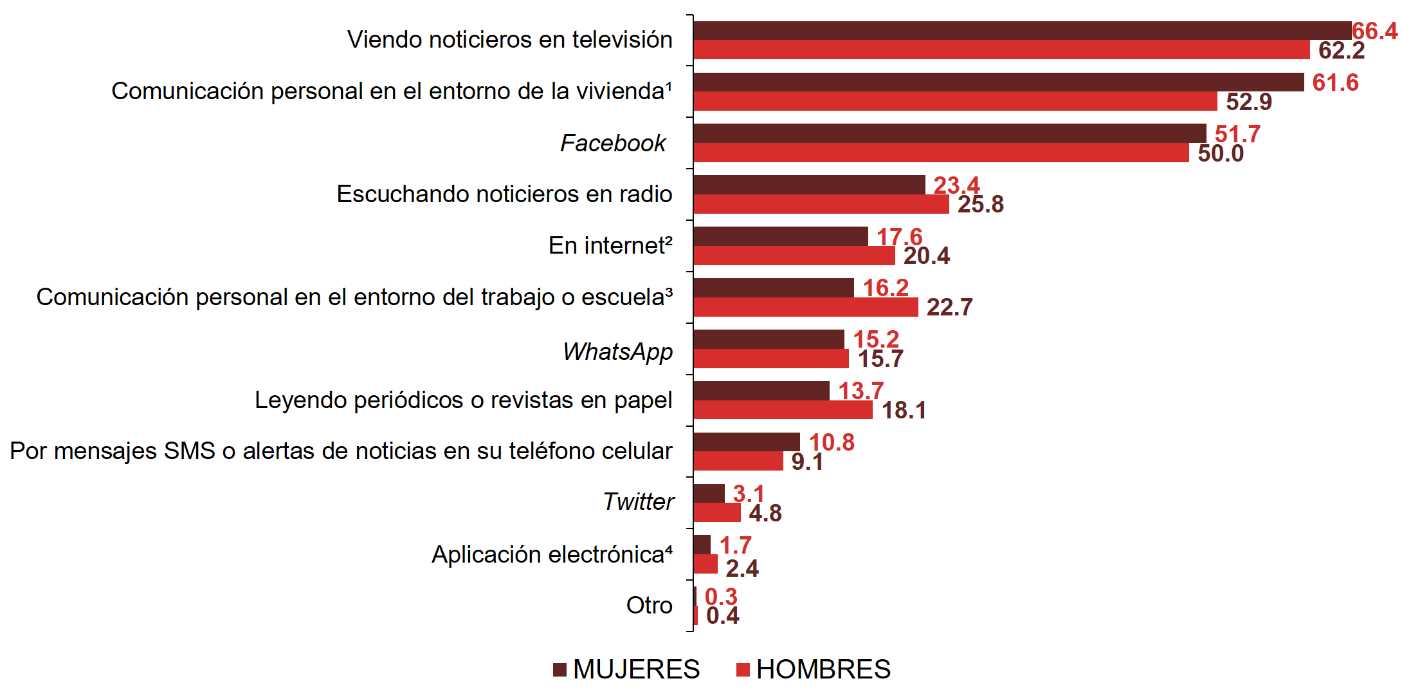 Viendo noticieros en televisión
66.4
62.2
Comunicación personal en el entorno de la vivienda¹
61.6
52.9
Facebook
51.7
50.0
Escuchando noticieros en radio
23.4
25.8
En internet²
17.6
20.4
Comunicación personal en el entorno del trabajo o escuela³
16.2
22.7
WhatsApp
15.2
15.7
Leyendo periódicos o revistas en papel
13.7
18.1
Por mensajes SMS o alertas de noticias en su teléfono celular
10.8
9.1
Twitter
3.1
4.8
Aplicación electrónica⁴
1.7
2.4
Otro
0.3
0.4
MUJERES HOMBRES